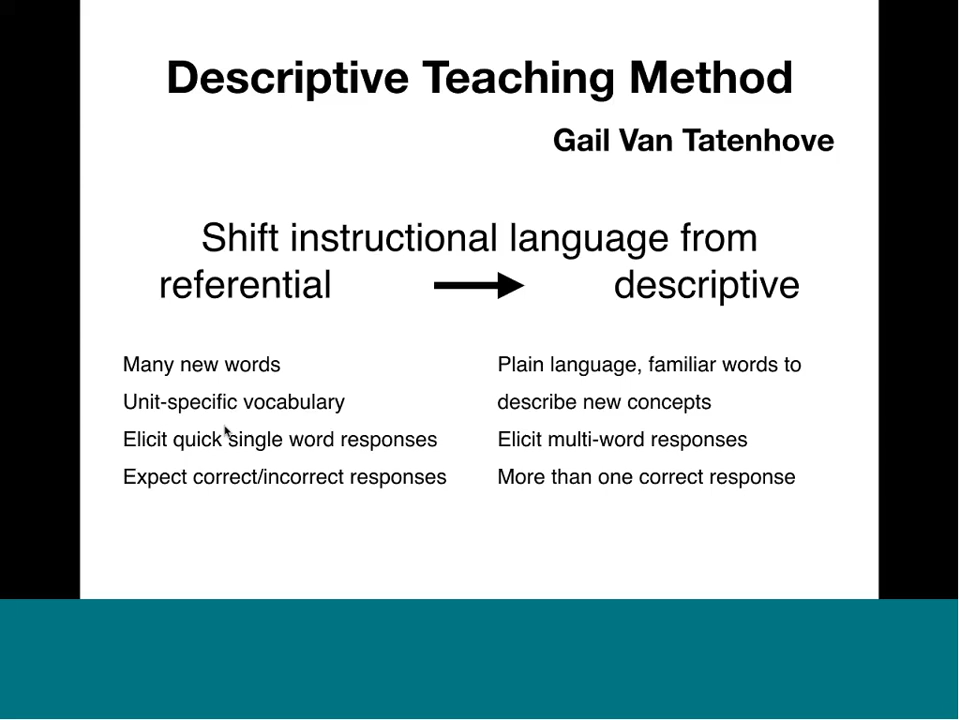 Descriptive Teaching Method
Gail Van Tatenhove
Shift instructional language from
referential descriptive
Many new words
Unit-specific vocabulary
Elicit quick single word responses
Expect correct/incorrect responses
Plain language, familiar words to
describe new concepts
Elicit multi-word responses
More than one correct response